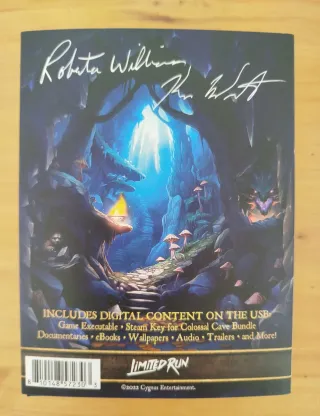 Roberta Williams
INCLUDES DIGITAL CONTENT ON THE USB:
Game Executable • Steam Key for Colossal Cave Bundle
Documentaries • eBooks • Wallpapers • Audio • Trailers • and More!
LIMITED RUN
©2022 Cygnus Entertainment.